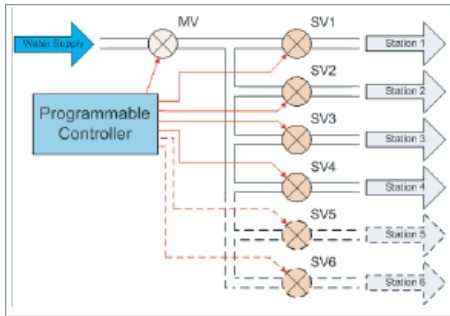 MV
SV1
Water Supply
Station 1
SV2
Station 2
Programmable
Controller
SV3
Station 3
SV4
Station 4
SV5
Station 5
SV6
Station 6